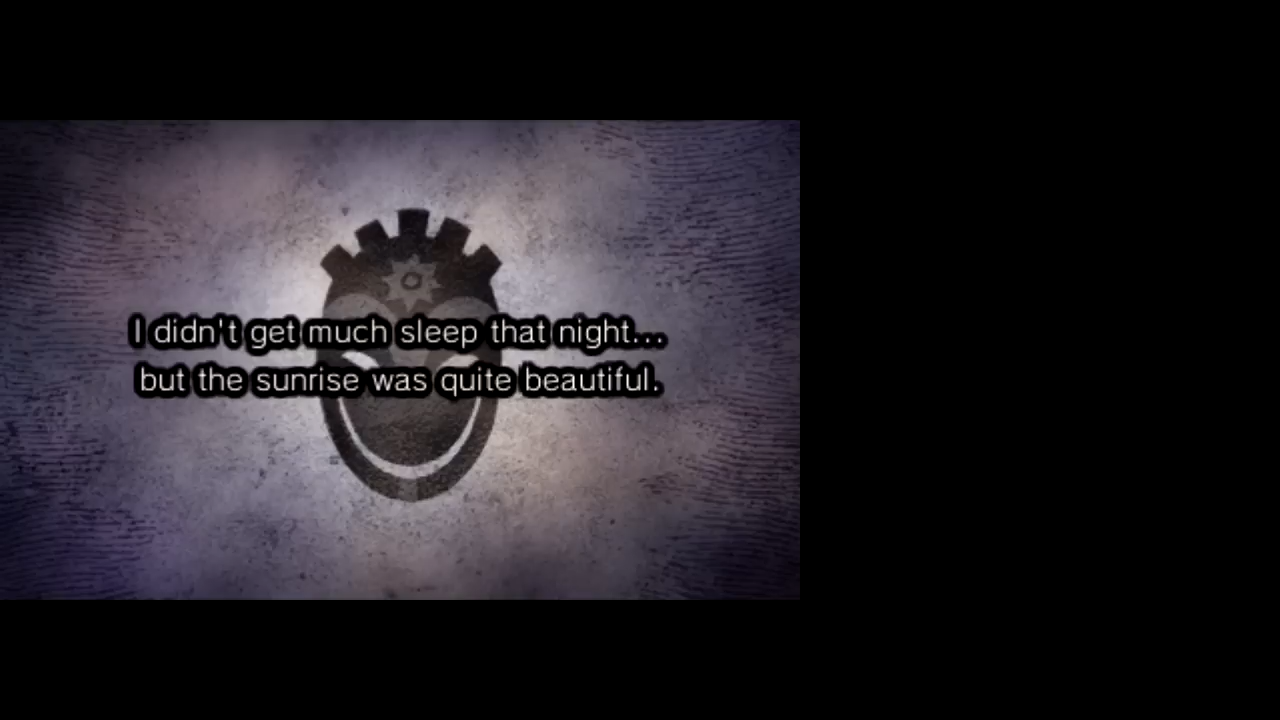 I didn't get much sleep that night...
but the sunrise was quite beautiful.